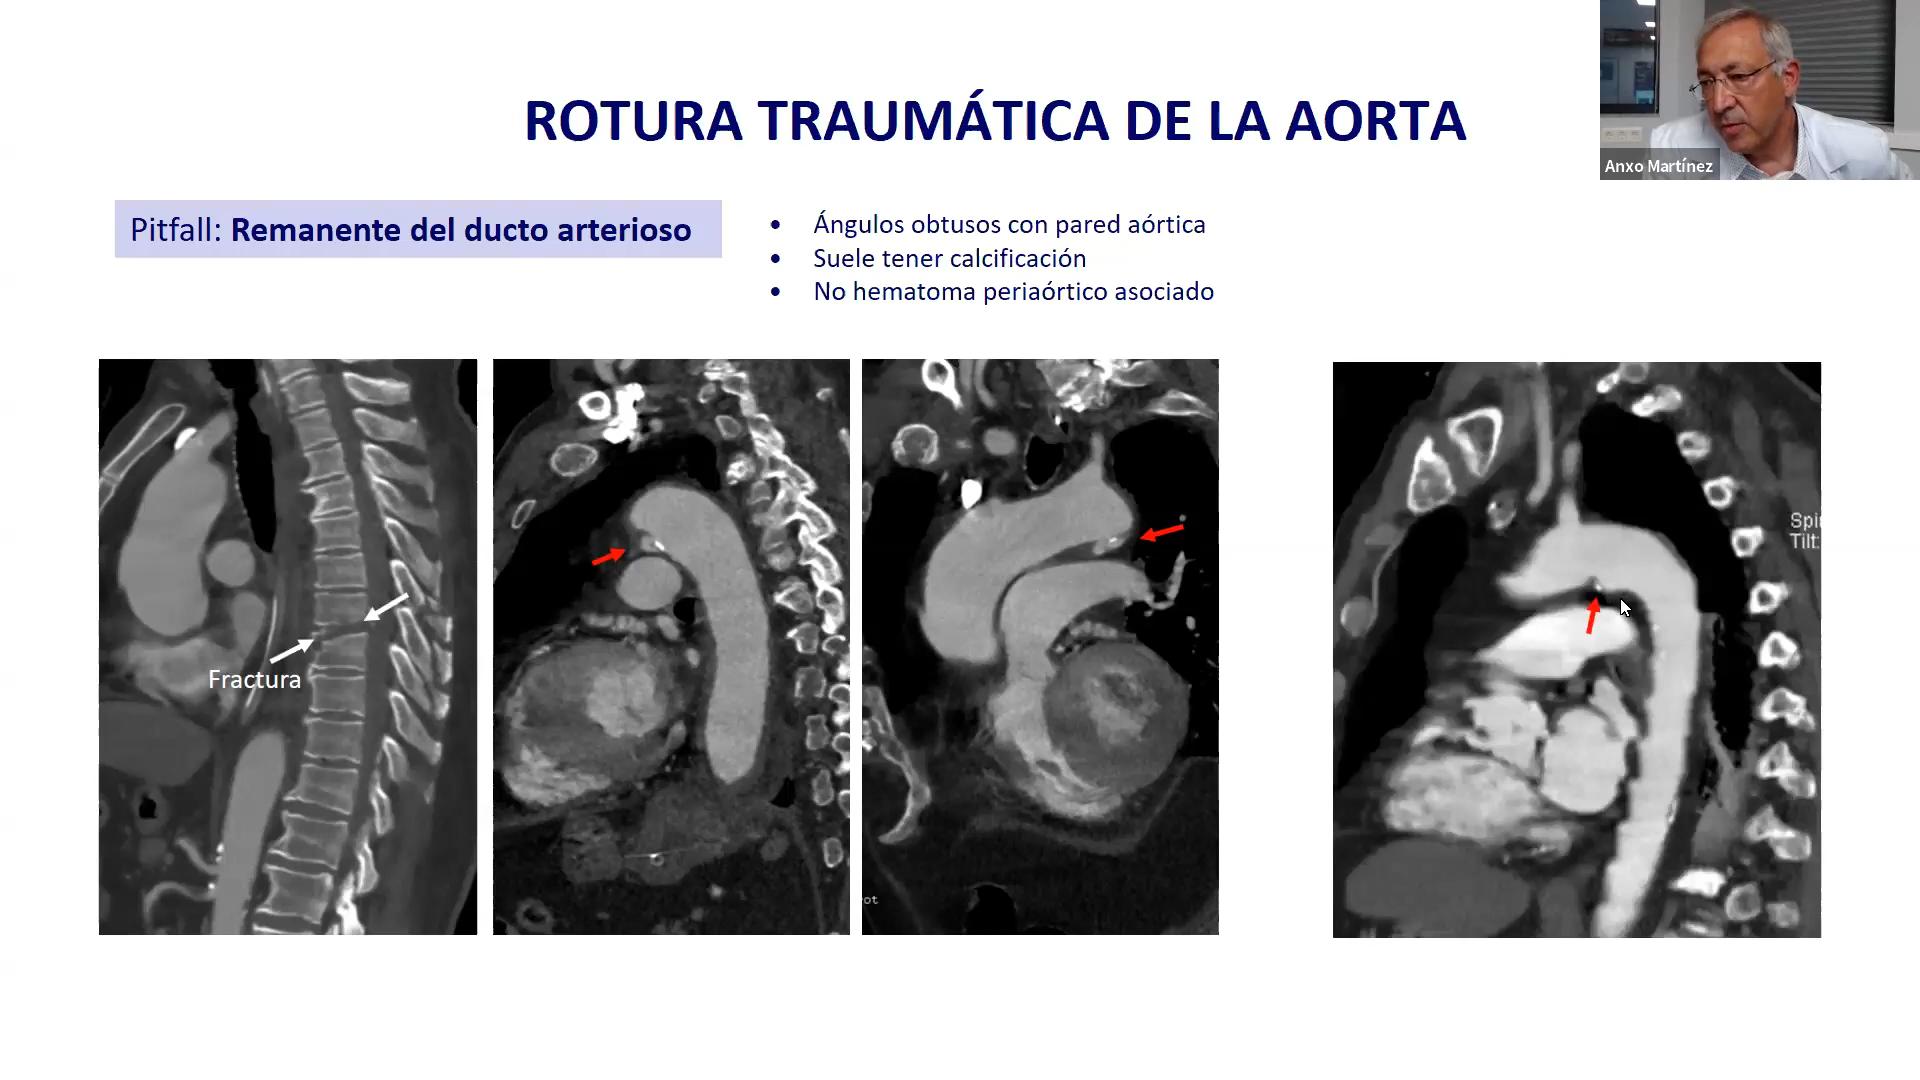 ROTURA TRAUMÁTICA DE LA AORTA
Anxo Martínez
Pitfall: Remanente del ducto arterioso
• Ángulos obtusos con pared aórtica
• Suele tener calcificación
• No hematoma periaórtico asociado
Fractura
ot
Spi
Tilt: